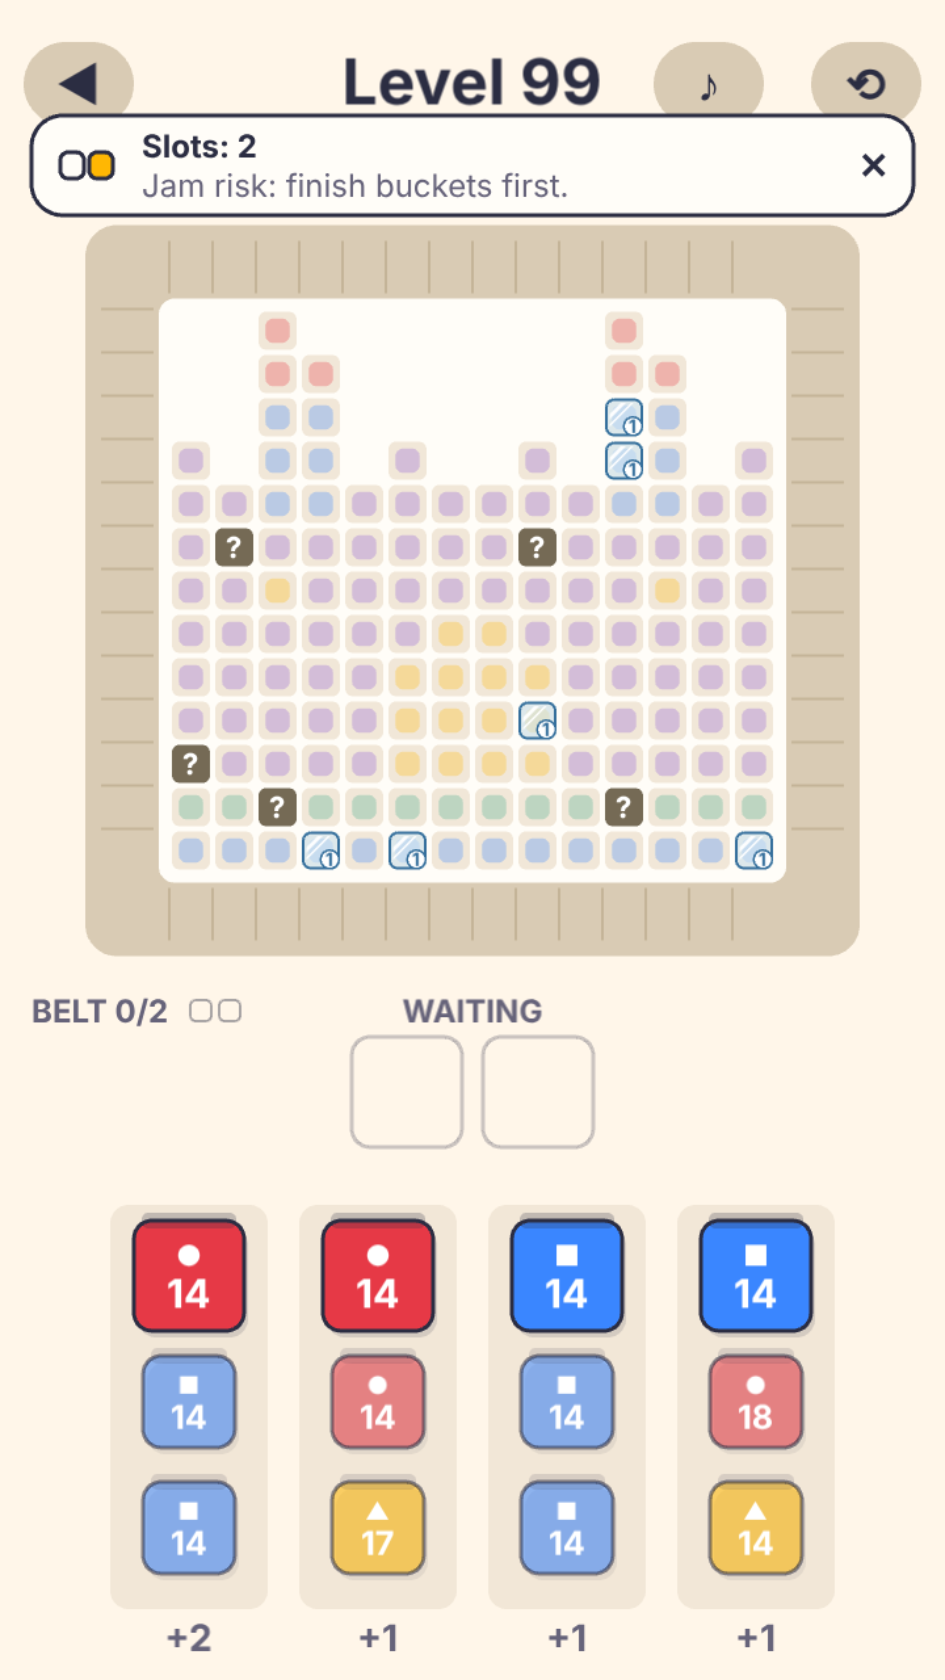 Level 99
Slots: 2
Jam risk: finish buckets first.
1
1
? ?
1
?
? ?
1 1 1
BELT 0/2 WAITING
14 14 14 14
14 14 14 18
14 17 14 14
+2 +1 +1 +1